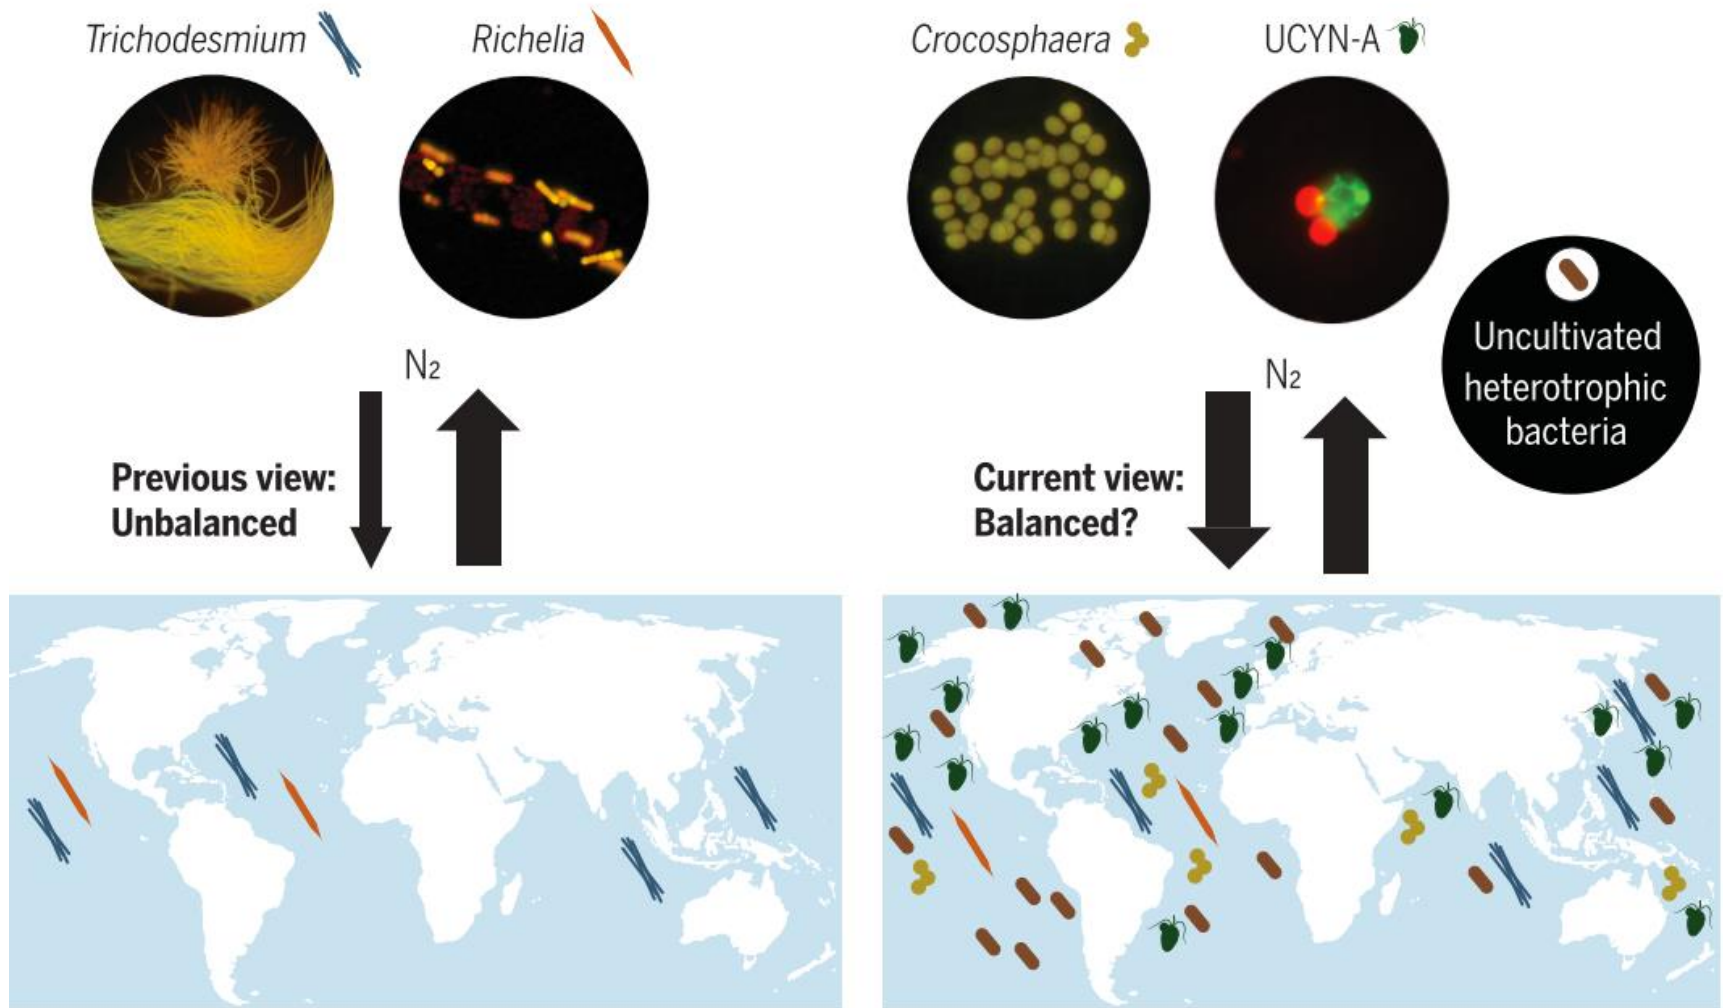 Trichodesmium
Richelia
Crocosphaera
UCYN-A
N2
Previous view:
Unbalanced
N2
Current view:
Balanced?
Uncultivated
heterotrophic
bacteria